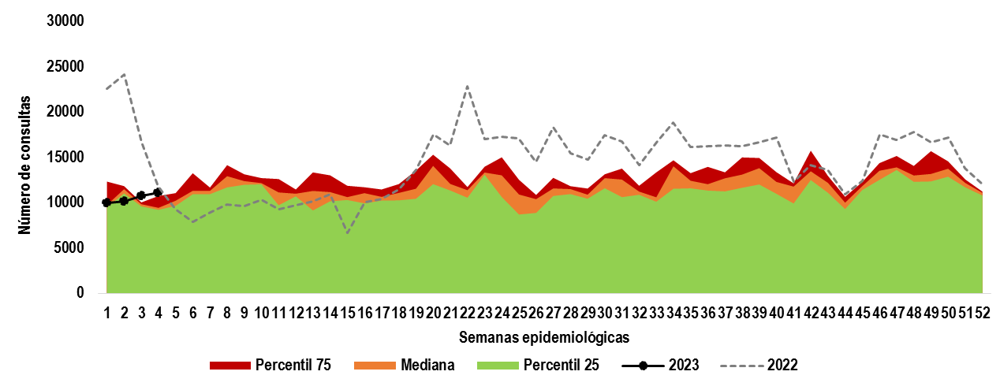 30000
25000
20000
15000
10000
5000
0
Número de consultas
1 2 3 4 5 6 7 8 9 10 11 12 13 14 15 16 17 18 19 20 21 22 23 24 25 26 27 28 29 30 31 32 33 34 35 36 37 38 39 40 41 42 43 44 45 46 47 48 49 50 51 52
Semanas epidemiológicas
Percentil 75 Mediana Percentil 25 2023 2022